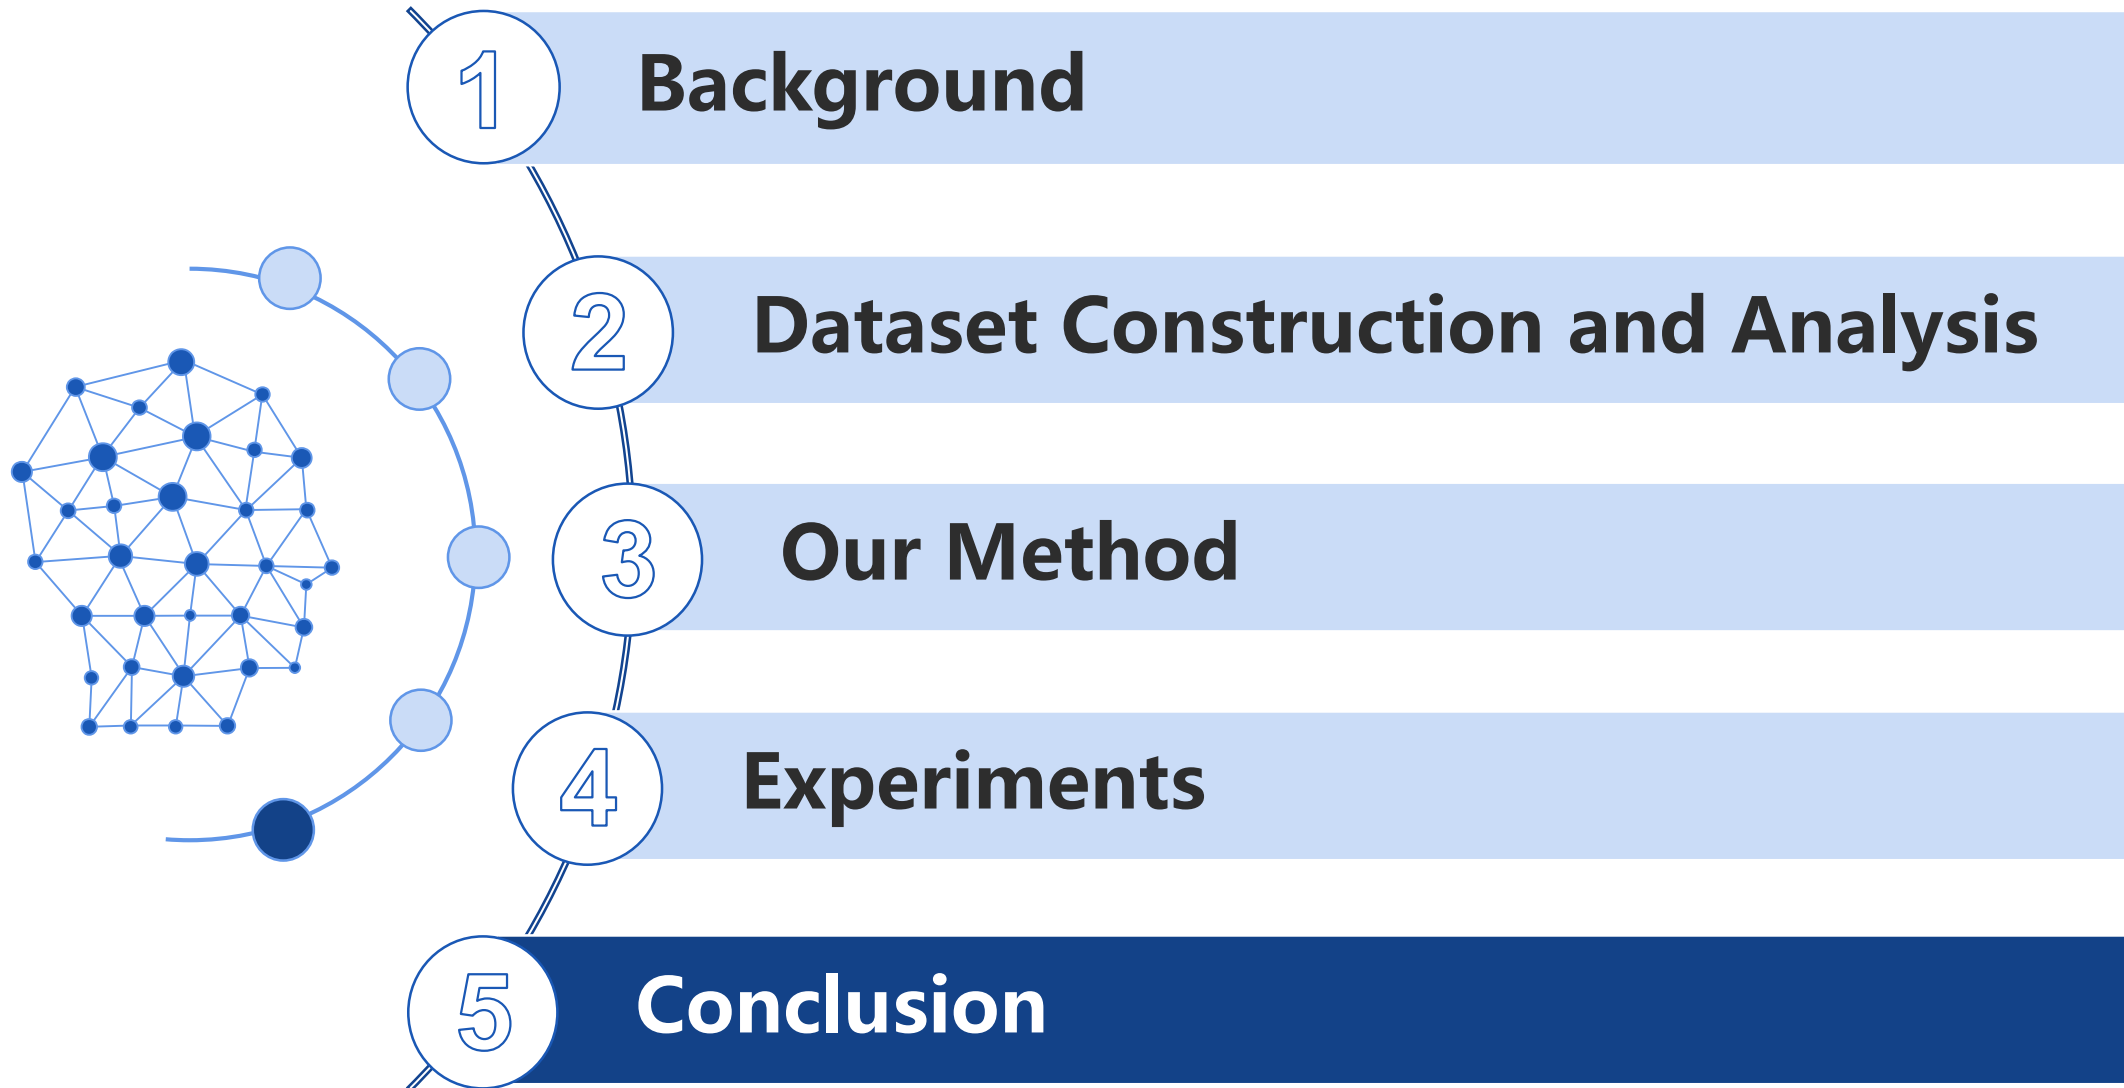 1 Background
2 Dataset Construction and Analysis
3 Our Method
4 Experiments
5 Conclusion